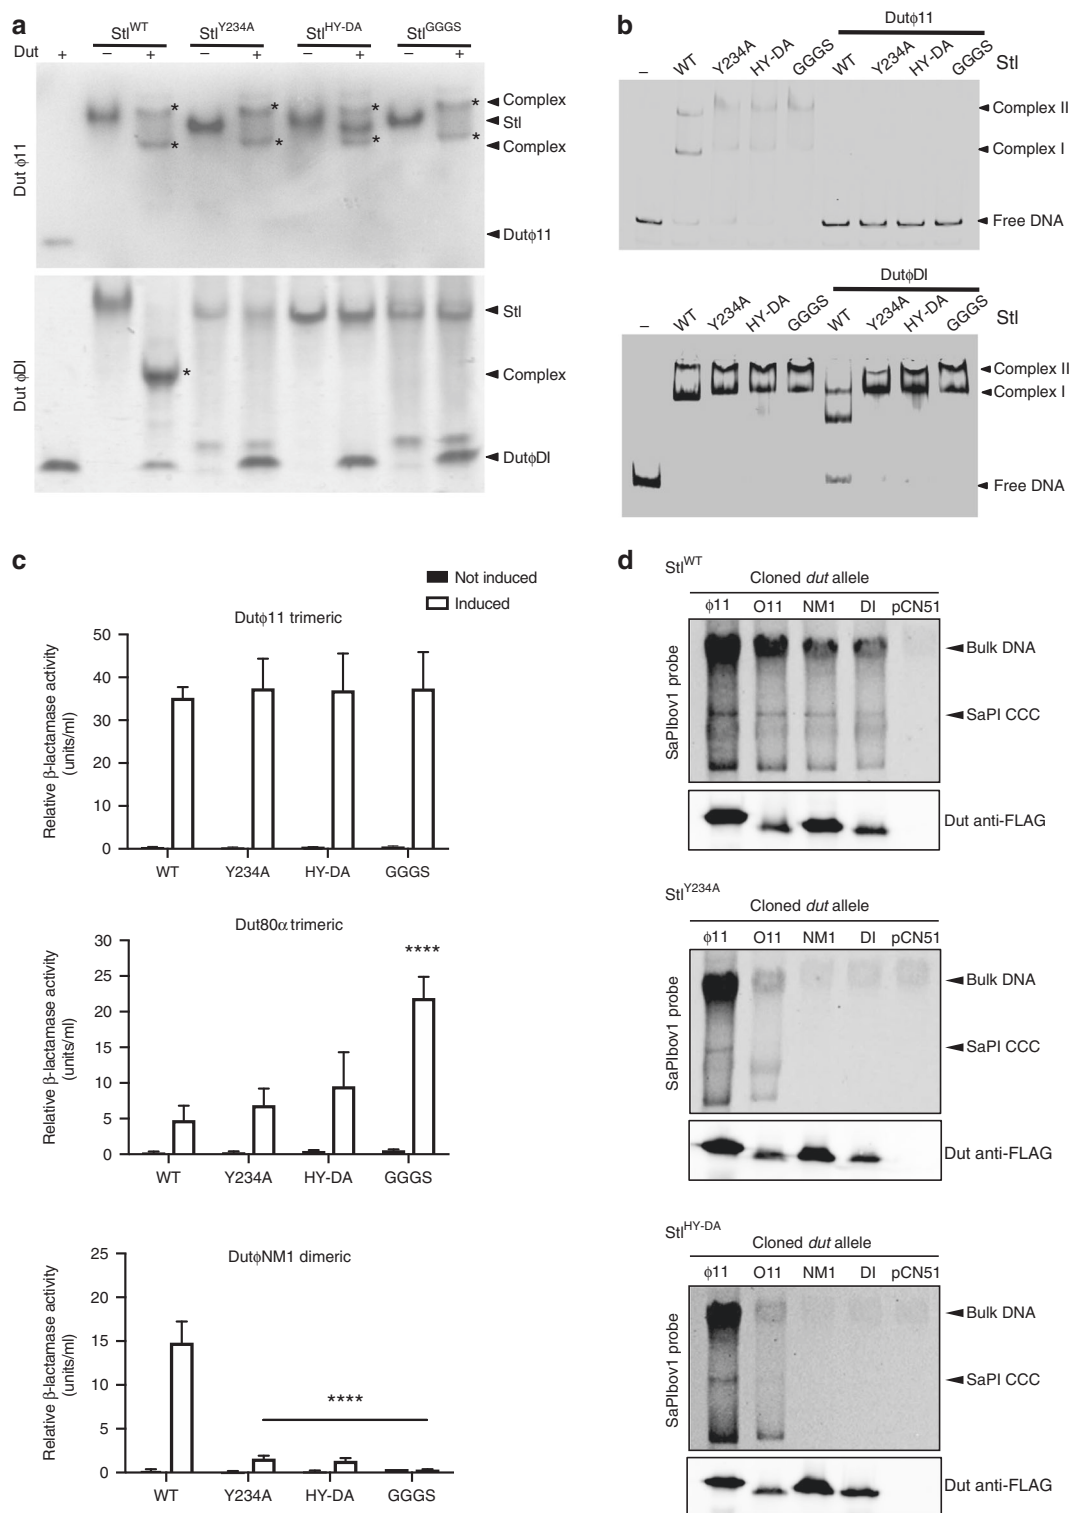 a
Stl^WT Stl^Y234A Stl^HY-DA Stl^GGGS
Dut + – + – + – + – +
Dut ϕ11
* * * * * * * *
Complex
Stl
Complex
Dutϕ11
Dut ϕDI
*
Stl
Complex
DutϕDI
b
Dutϕ11
– WT Y234A HY-DA GGGS WT Y234A HY-DA GGGS Stl
Complex II
Complex I
Free DNA
DutϕDI
– WT Y234A HY-DA GGGS WT Y234A HY-DA GGGS Stl
Complex II
Complex I
Free DNA
c
Not induced
Induced
Dutϕ11 trimeric
Relative β-lactamase activity
(units/ml)
50
40
30
20
10
0
WT Y234A HY-DA GGGS
Dut80α trimeric
Relative β-lactamase activity
(units/ml)
30
25
20
15
10
5
0
****
WT Y234A HY-DA GGGS
DutϕNM1 dimeric
Relative β-lactamase activity
(units/ml)
25
20
15
10
5
0
****
WT Y234A HY-DA GGGS
d
Stl^WT
Cloned dut allele
ϕ11 O11 NM1 DI pCN51
SaPIbov1 probe
Bulk DNA
SaPI CCC
Dut anti-FLAG
Stl^Y234A
Cloned dut allele
ϕ11 O11 NM1 DI pCN51
SaPIbov1 probe
Bulk DNA
SaPI CCC
Dut anti-FLAG
Stl^HY-DA
Cloned dut allele
ϕ11 O11 NM1 DI pCN51
SaPIbov1 probe
Bulk DNA
SaPI CCC
Dut anti-FLAG